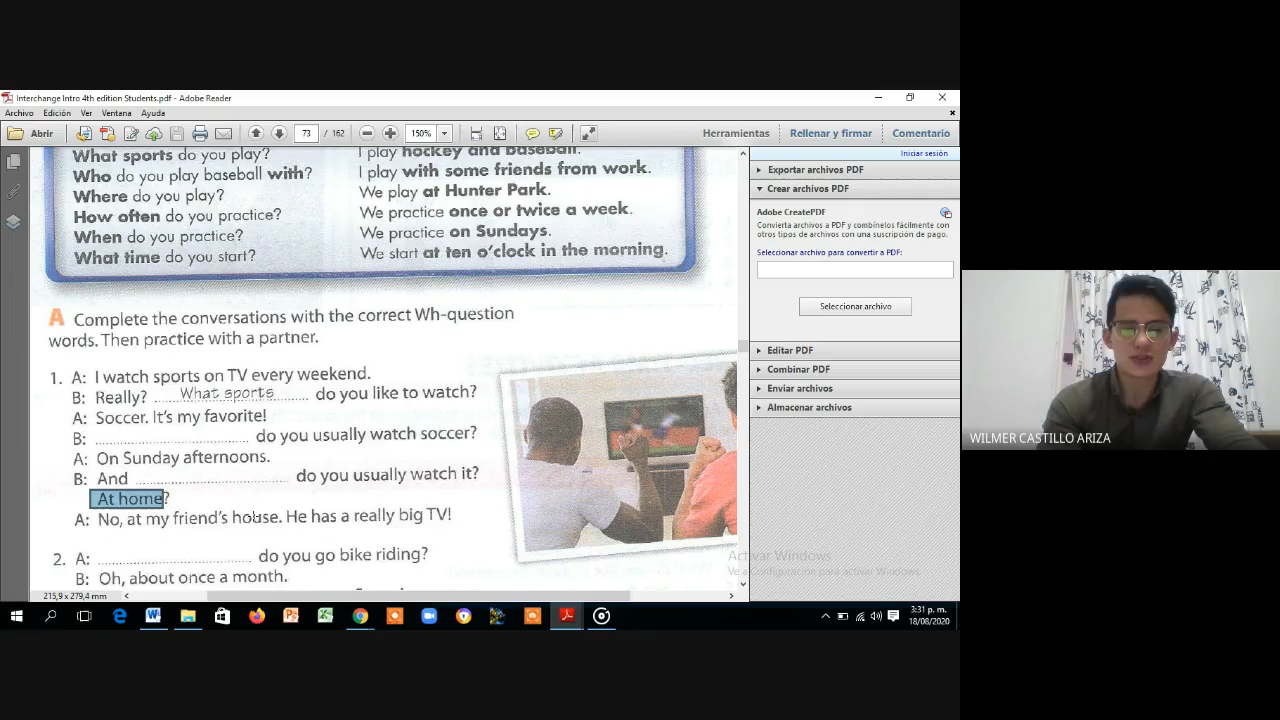 Interchange Intro 4th edition Students.pdf - Adobe Reader
Archivo Edición Ver Ventana Ayuda
Abrir 73 / 162 150% Herramientas Rellenar y firmar Comentario
Iniciar sesión
Exportar archivos PDF
Crear archivos PDF
Adobe CreatePDF
Convierta archivos a PDF y combínelos fácilmente con
otros tipos de archivos con una suscripción de pago.
Seleccionar archivo para convertir a PDF:
Seleccionar archivo
Editar PDF
Combinar PDF
Enviar archivos
Almacenar archivos
What sports do you play? I play hockey and baseball.
Who do you play baseball with? I play with some friends from work.
Where do you play? We play at Hunter Park.
How often do you practice? We practice once or twice a week.
When do you practice? We practice on Sundays.
What time do you start? We start at ten o'clock in the morning.
A Complete the conversations with the correct Wh-question
words. Then practice with a partner.
1. A: I watch sports on TV every weekend.
B: Really? What sports do you like to watch?
A: Soccer. It's my favorite!
B: do you usually watch soccer?
A: On Sunday afternoons.
B: And do you usually watch it?
At home?
A: No, at my friend's house. He has a really big TV!
2. A: do you go bike riding?
B: Oh, about once a month.
Activar Windows
Ve a Configuración para activar Windows.
215,9 x 279,4 mm
3:31 p. m.
18/08/2020
WILMER CASTILLO ARIZA